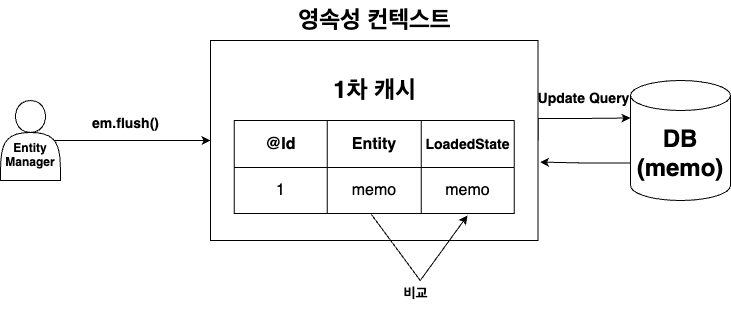 영속성 컨텍스트
1차 캐시
Entity
Manager
em.flush()
@Id Entity LoadedState
1 memo memo
비교
Update Query
DB
(memo)